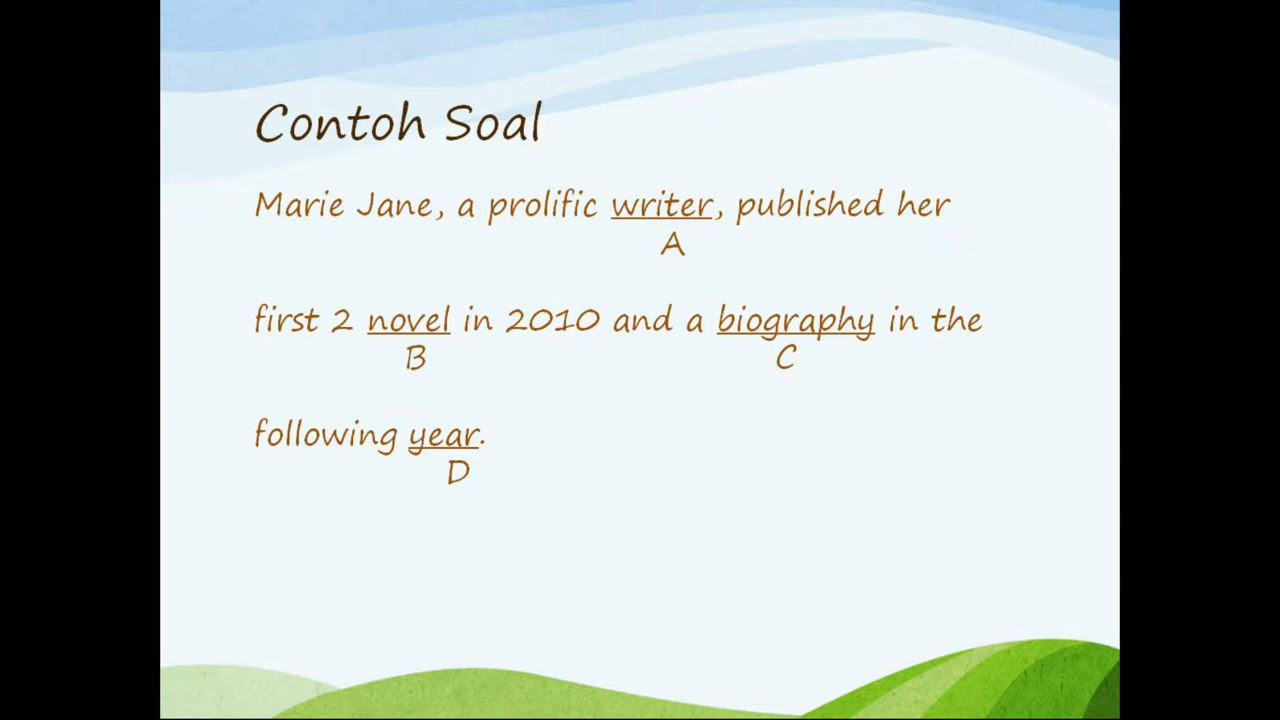 Contoh Soal
Marie Jane, a prolific writer, published her
A
first 2 novel in 2010 and a biography in the
B C
following year.
D